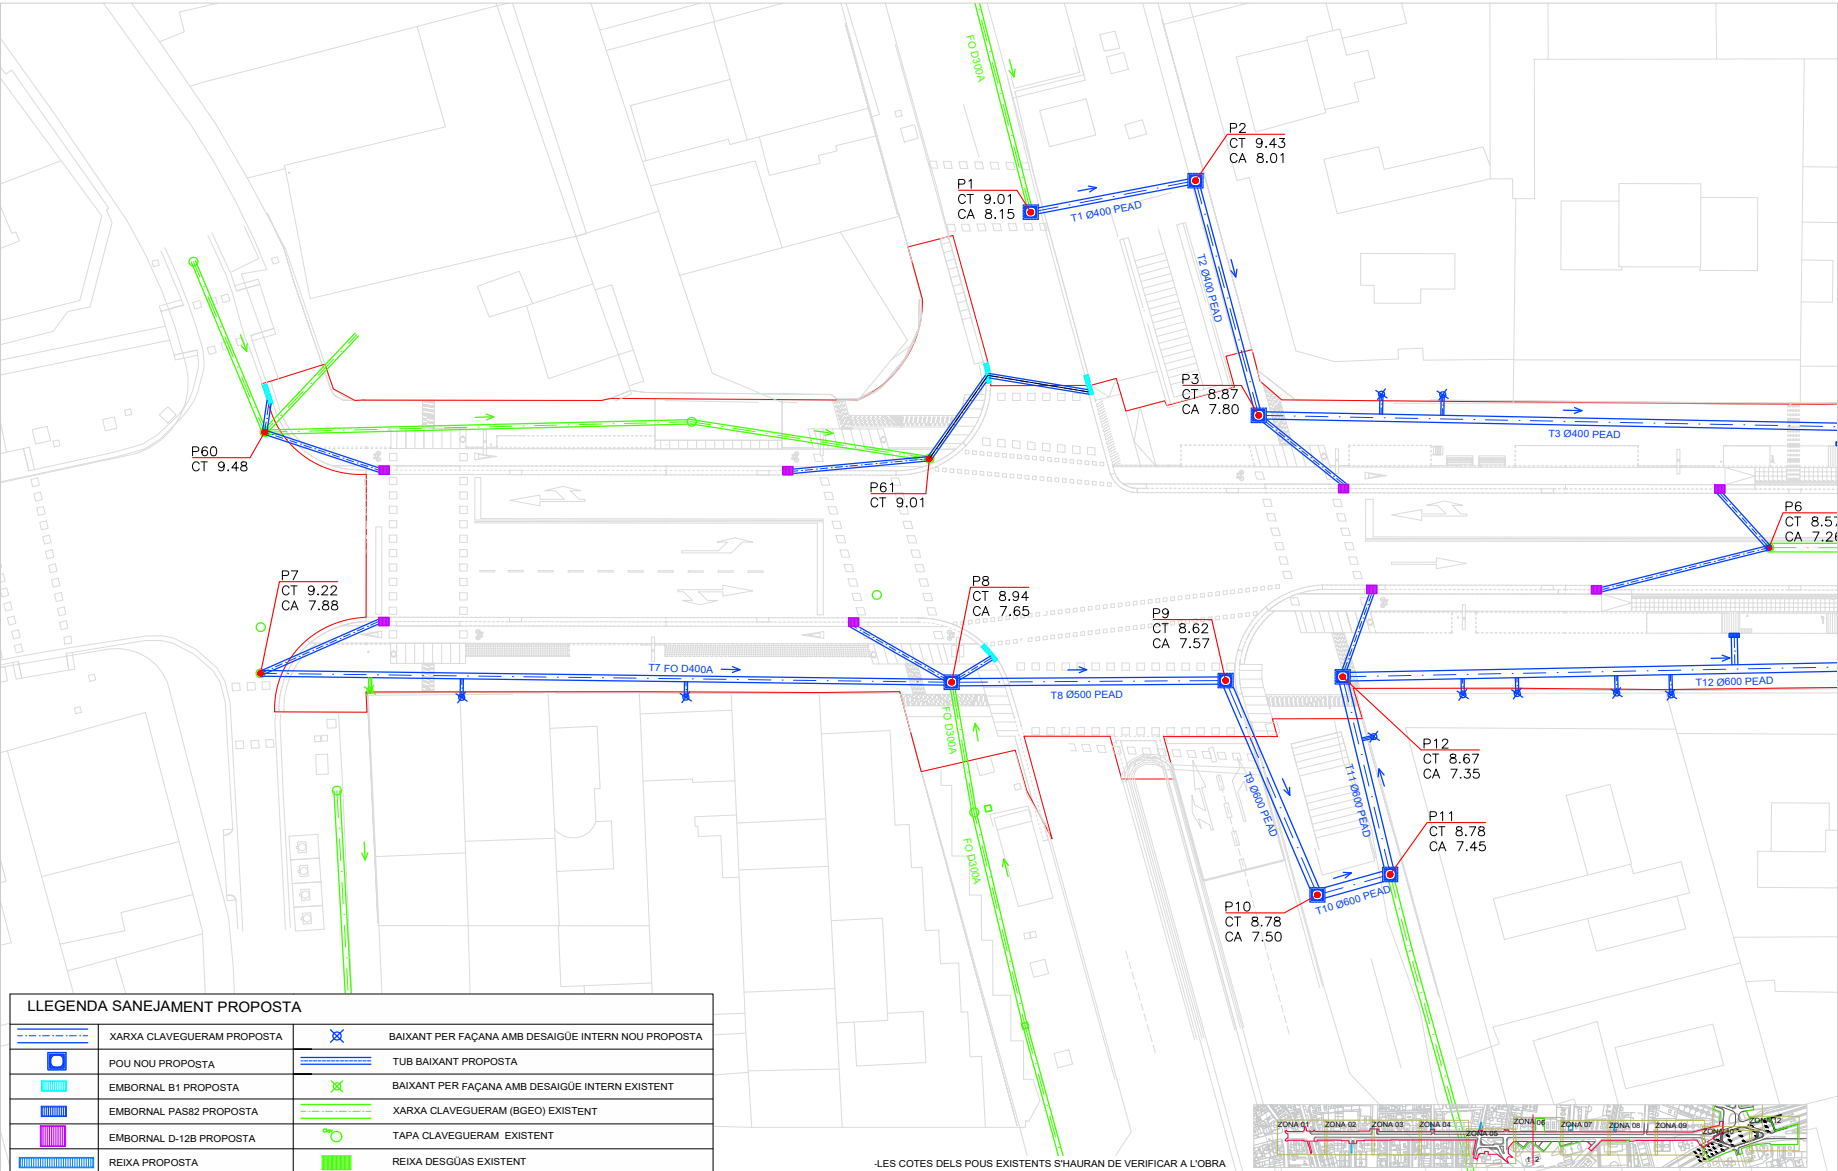 FO D300A
P2
CT 9.43
CA 8.01
P1
CT 9.01
CA 8.15
T1 Ø400 PEAD
T2 Ø400 PEAD
P3
CT 8.87
CA 7.80
T3 Ø400 PEAD
P60
CT 9.48
P61
CT 9.01
P6
CT 8.57
CA 7.26
P7
CT 9.22
CA 7.88
P8
CT 8.94
CA 7.65
P9
CT 8.62
CA 7.57
T7 FO D400A
T8 Ø500 PEAD
T12 Ø600 PEAD
FO D300A
P12
CT 8.67
CA 7.35
T9 Ø600 PEAD
T11 Ø600 PEAD
P11
CT 8.78
CA 7.45
FO D300A
T10 Ø600 PEAD
P10
CT 8.78
CA 7.50
LLEGENDA SANEJAMENT PROPOSTA
XARXA CLAVEGUERAM PROPOSTA
BAIXANT PER FAÇANA AMB DESAIGÜE INTERN NOU PROPOSTA
POU NOU PROPOSTA
TUB BAIXANT PROPOSTA
EMBORNAL B1 PROPOSTA
BAIXANT PER FAÇANA AMB DESAIGÜE INTERN EXISTENT
EMBORNAL PAS82 PROPOSTA
XARXA CLAVEGUERAM (BGEO) EXISTENT
EMBORNAL D-12B PROPOSTA
TAPA CLAVEGUERAM EXISTENT
REIXA PROPOSTA
REIXA DESGÜAS EXISTENT
-LES COTES DELS POUS EXISTENTS S'HAURAN DE VERIFICAR A L'OBRA
ZONA 01
ZONA 02
ZONA 03
ZONA 04
ZONA 05
ZONA 06
ZONA 07
ZONA 08
ZONA 09
ZONA 10
ZONA 12